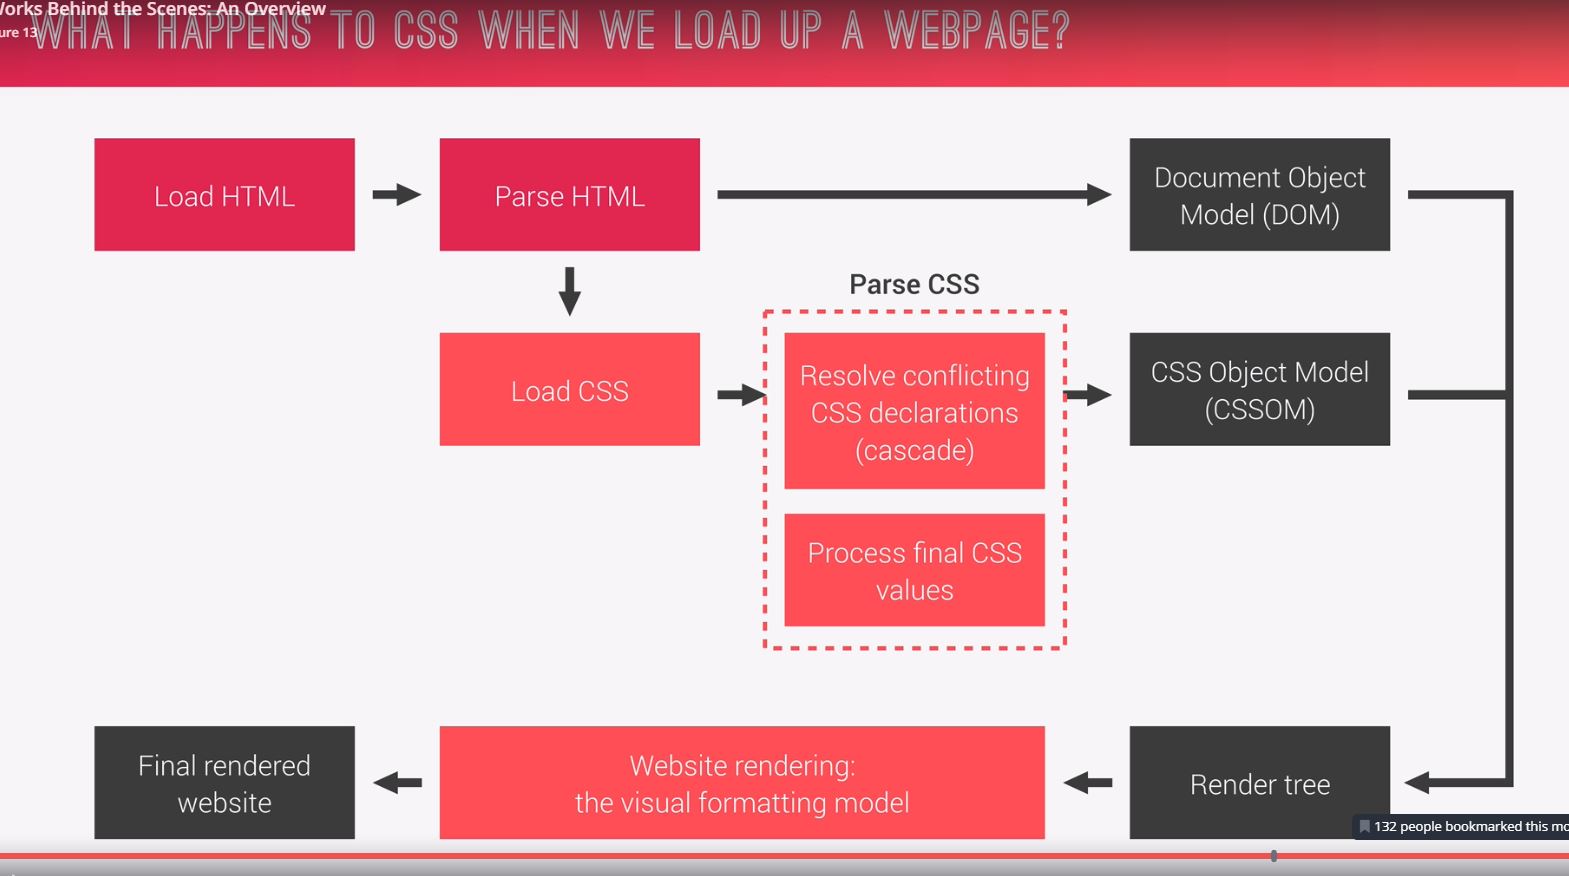 orks Behind the Scenes: An Overview
ure 13
WHAT HAPPENS TO CSS WHEN WE LOAD UP A WEBPAGE?
Load HTML
Parse HTML
Document Object
Model (DOM)
Parse CSS
Load CSS
Resolve conflicting
CSS declarations
(cascade)
CSS Object Model
(CSSOM)
Process final CSS
values
Final rendered
website
Website rendering:
the visual formatting model
Render tree
132 people bookmarked this mo